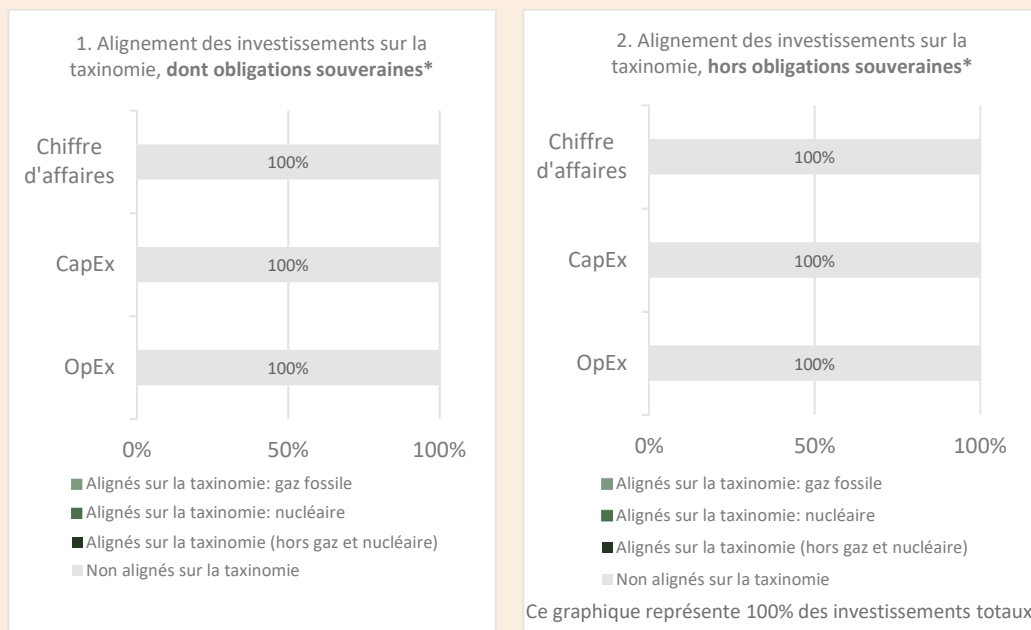 1. Alignement des investissements sur la
taxinomie, dont obligations souveraines*
Chiffre
d'affaires
100%
CapEx
100%
OpEx
100%
0%
50%
100%
Alignés sur la taxinomie: gaz fossile
Alignés sur la taxinomie: nucléaire
Alignés sur la taxinomie (hors gaz et nucléaire)
Non alignés sur la taxinomie
2. Alignement des investissements sur la
taxinomie, hors obligations souveraines*
Chiffre
d'affaires
100%
CapEx
100%
OpEx
100%
0%
50%
100%
Alignés sur la taxinomie: gaz fossile
Alignés sur la taxinomie: nucléaire
Alignés sur la taxinomie (hors gaz et nucléaire)
Non alignés sur la taxinomie
Ce graphique représente 100% des investissements totaux